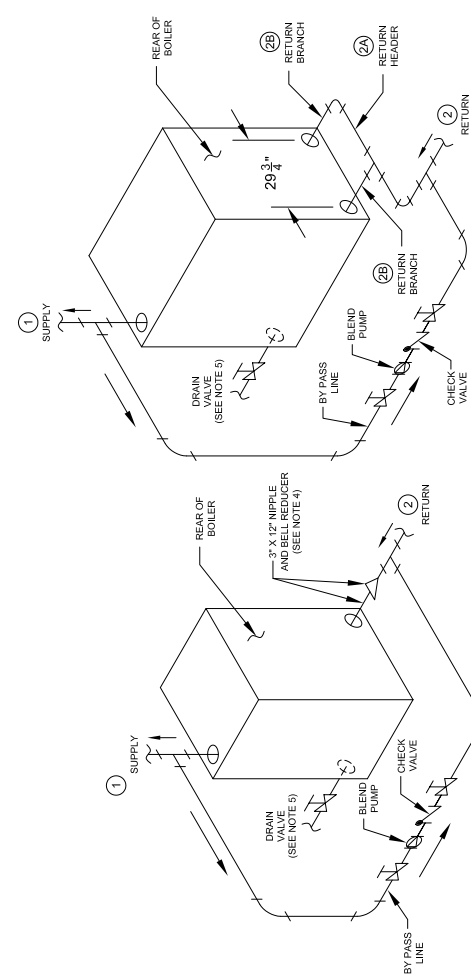 1
SUPPLY
REAR OF
BOILER
DRAIN
VALVE
(SEE NOTE 5)
3" X 12" NIPPLE
AND BELL REDUCER
(SEE NOTE 4)
2
RETURN
BLEND
PUMP
CHECK
VALVE
BY PASS
LINE
1
SUPPLY
REAR OF
BOILER
2B
RETURN
BRANCH
2A
RETURN
HEADER
29 3/4"
DRAIN
VALVE
(SEE NOTE 5)
2B
RETURN
BRANCH
2
RETURN
BY PASS
LINE
BLEND
PUMP
CHECK
VALVE